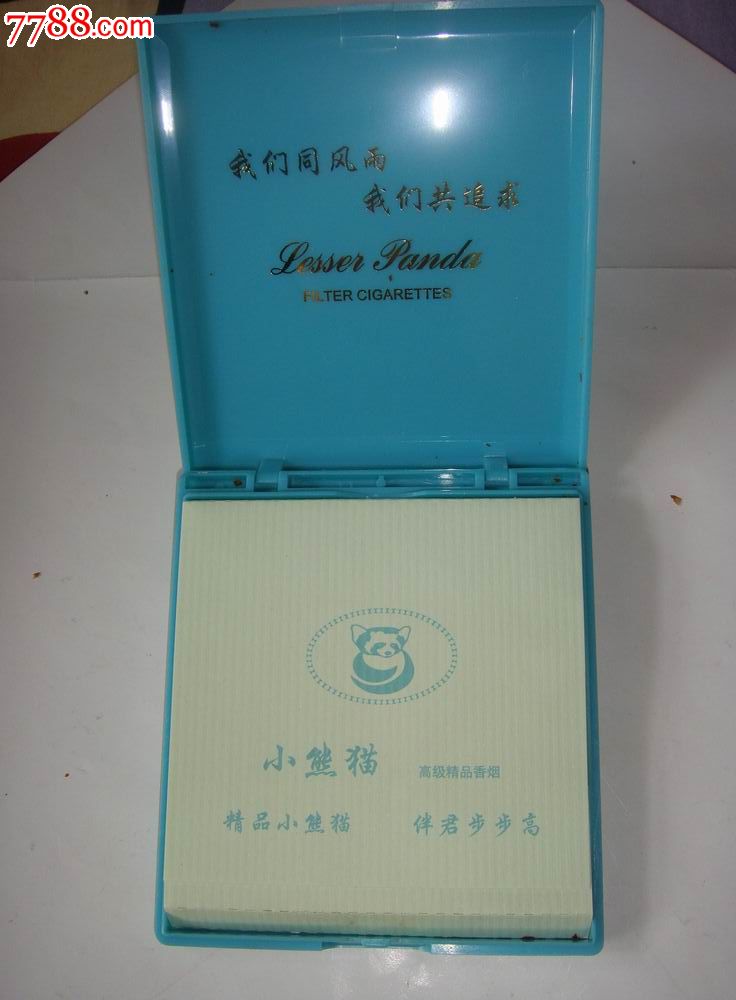 7788.com
我们同风雨
我们共追求
Lesser Panda
FILTER CIGARETTES
小熊猫 高级精品香烟
精品小熊猫 伴君步步高